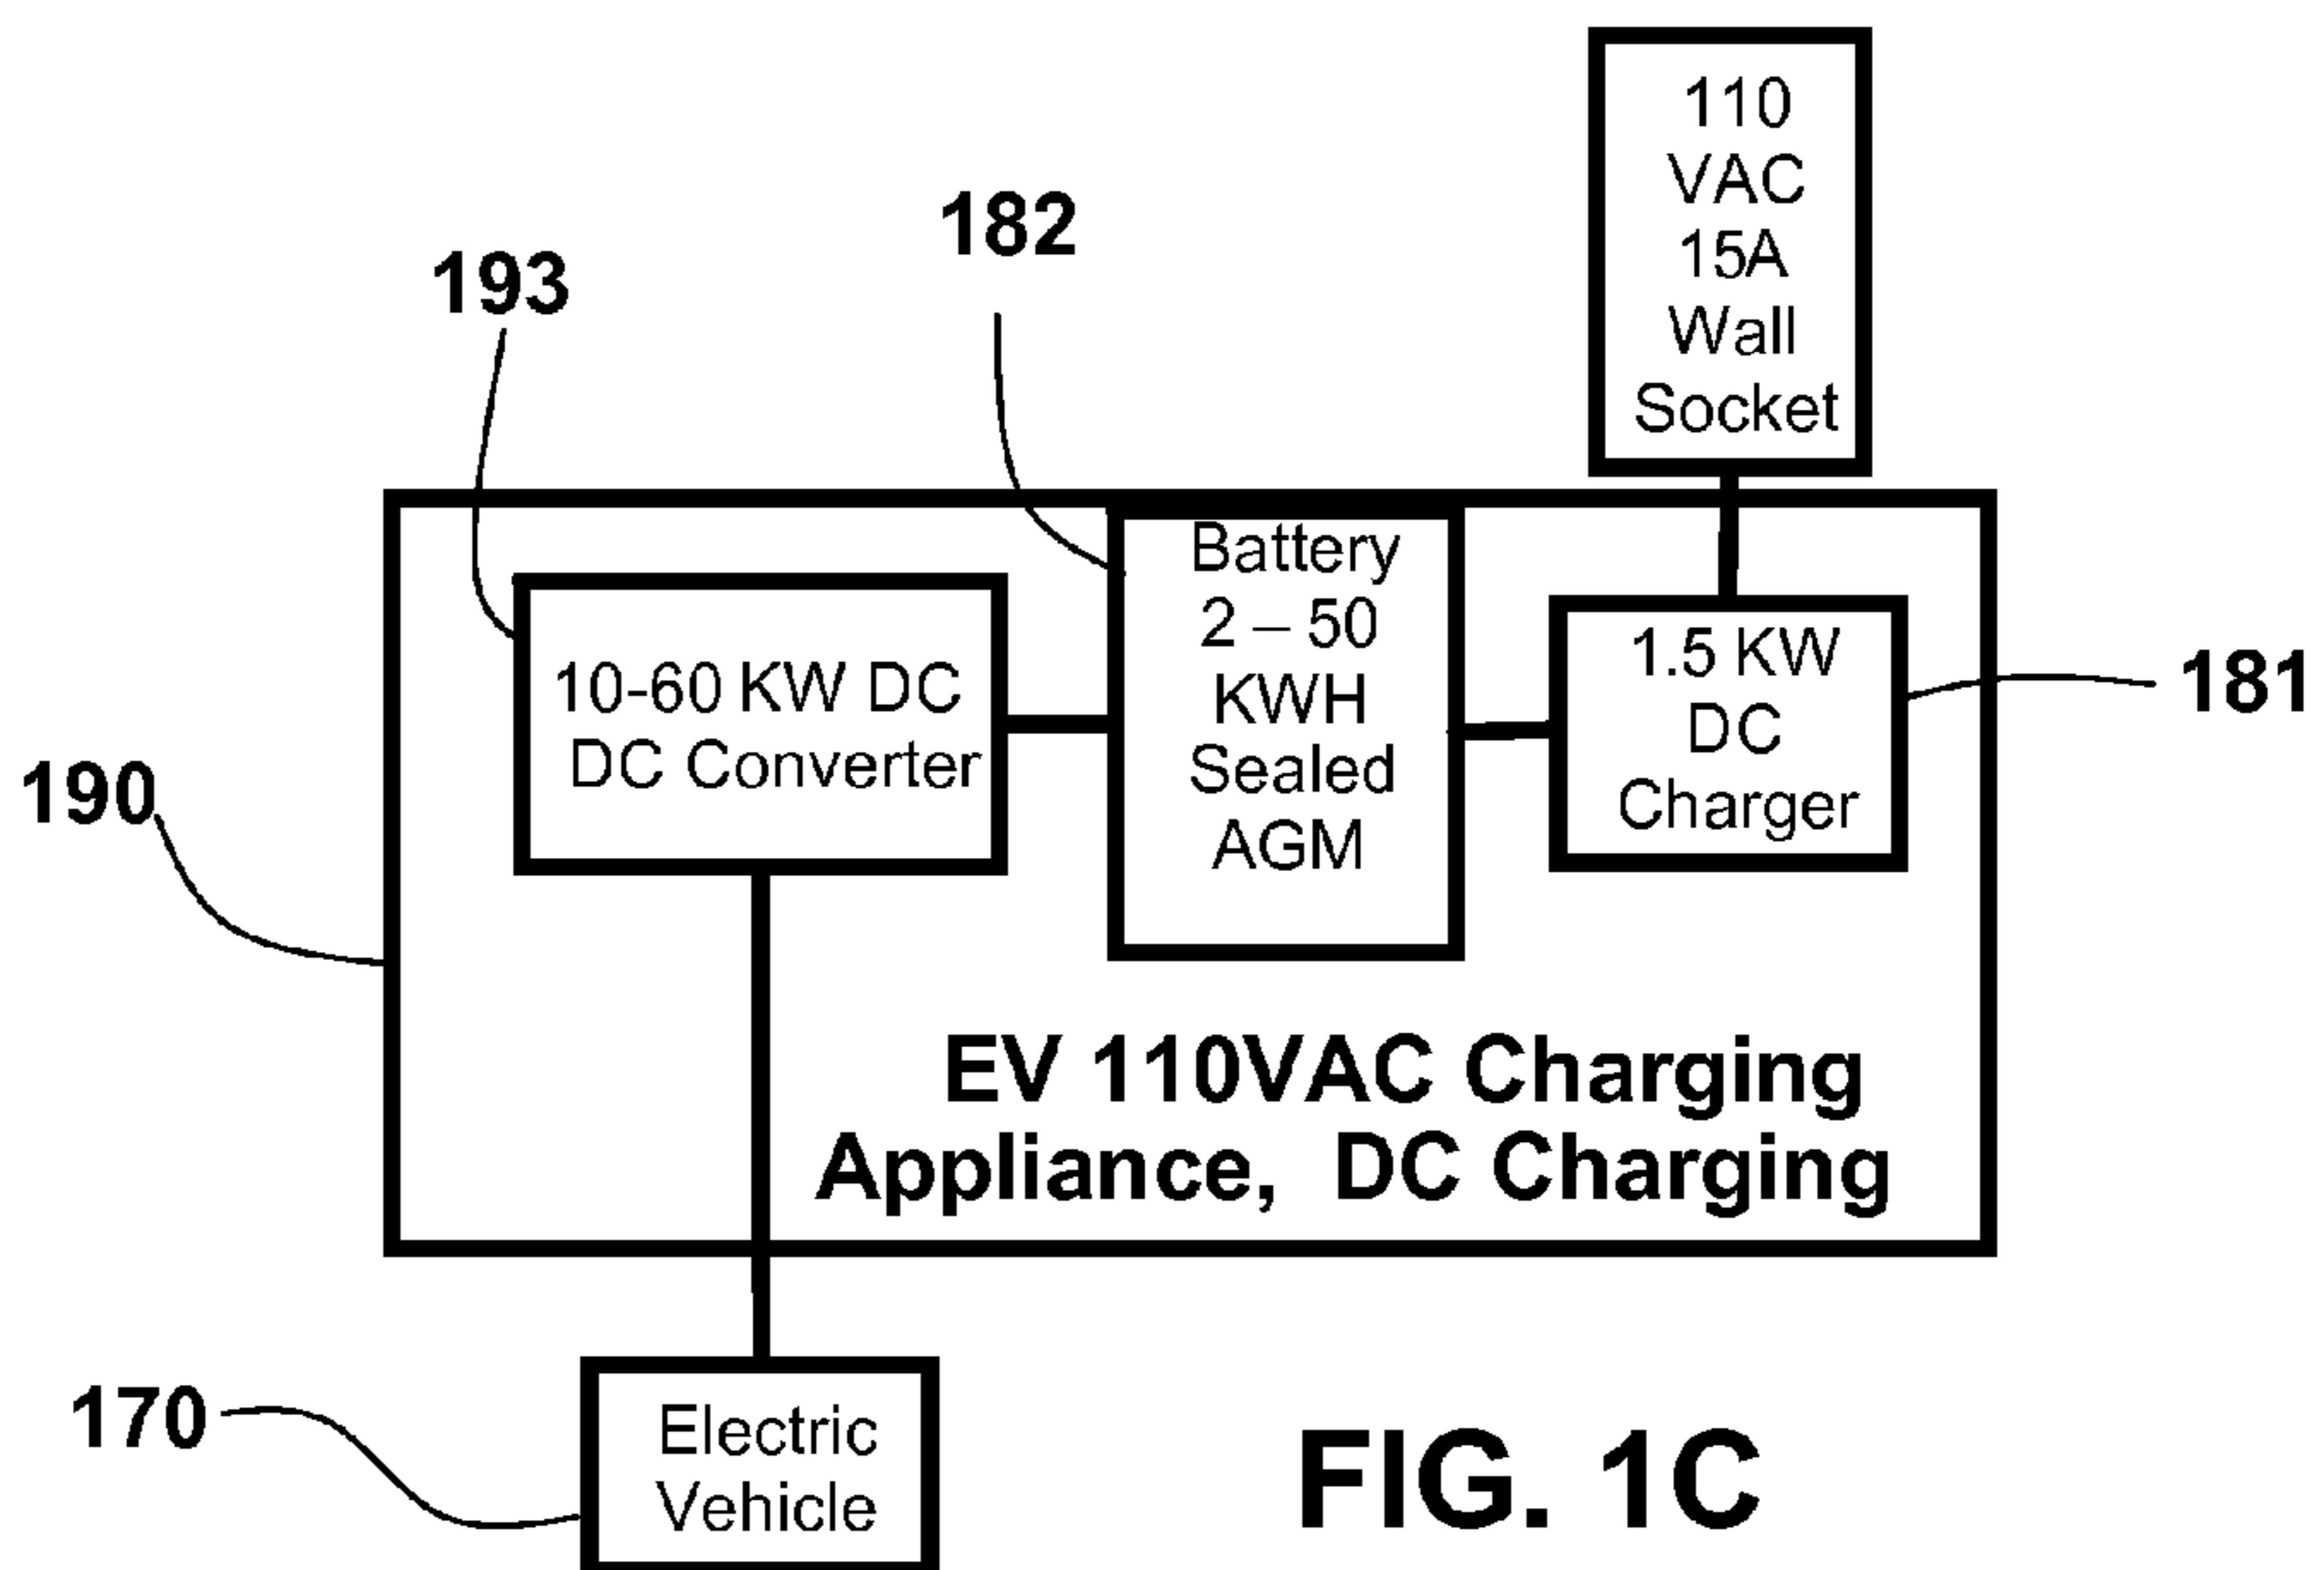 110
VAC
15A
Wall
Socket
182
193
Battery
2 – 50
KWH
Sealed
AGM
10-60 KW DC
DC Converter
1.5 KW
DC
Charger
181
190
EV 110VAC Charging
Appliance, DC Charging
170
Electric
Vehicle
FIG. 1C